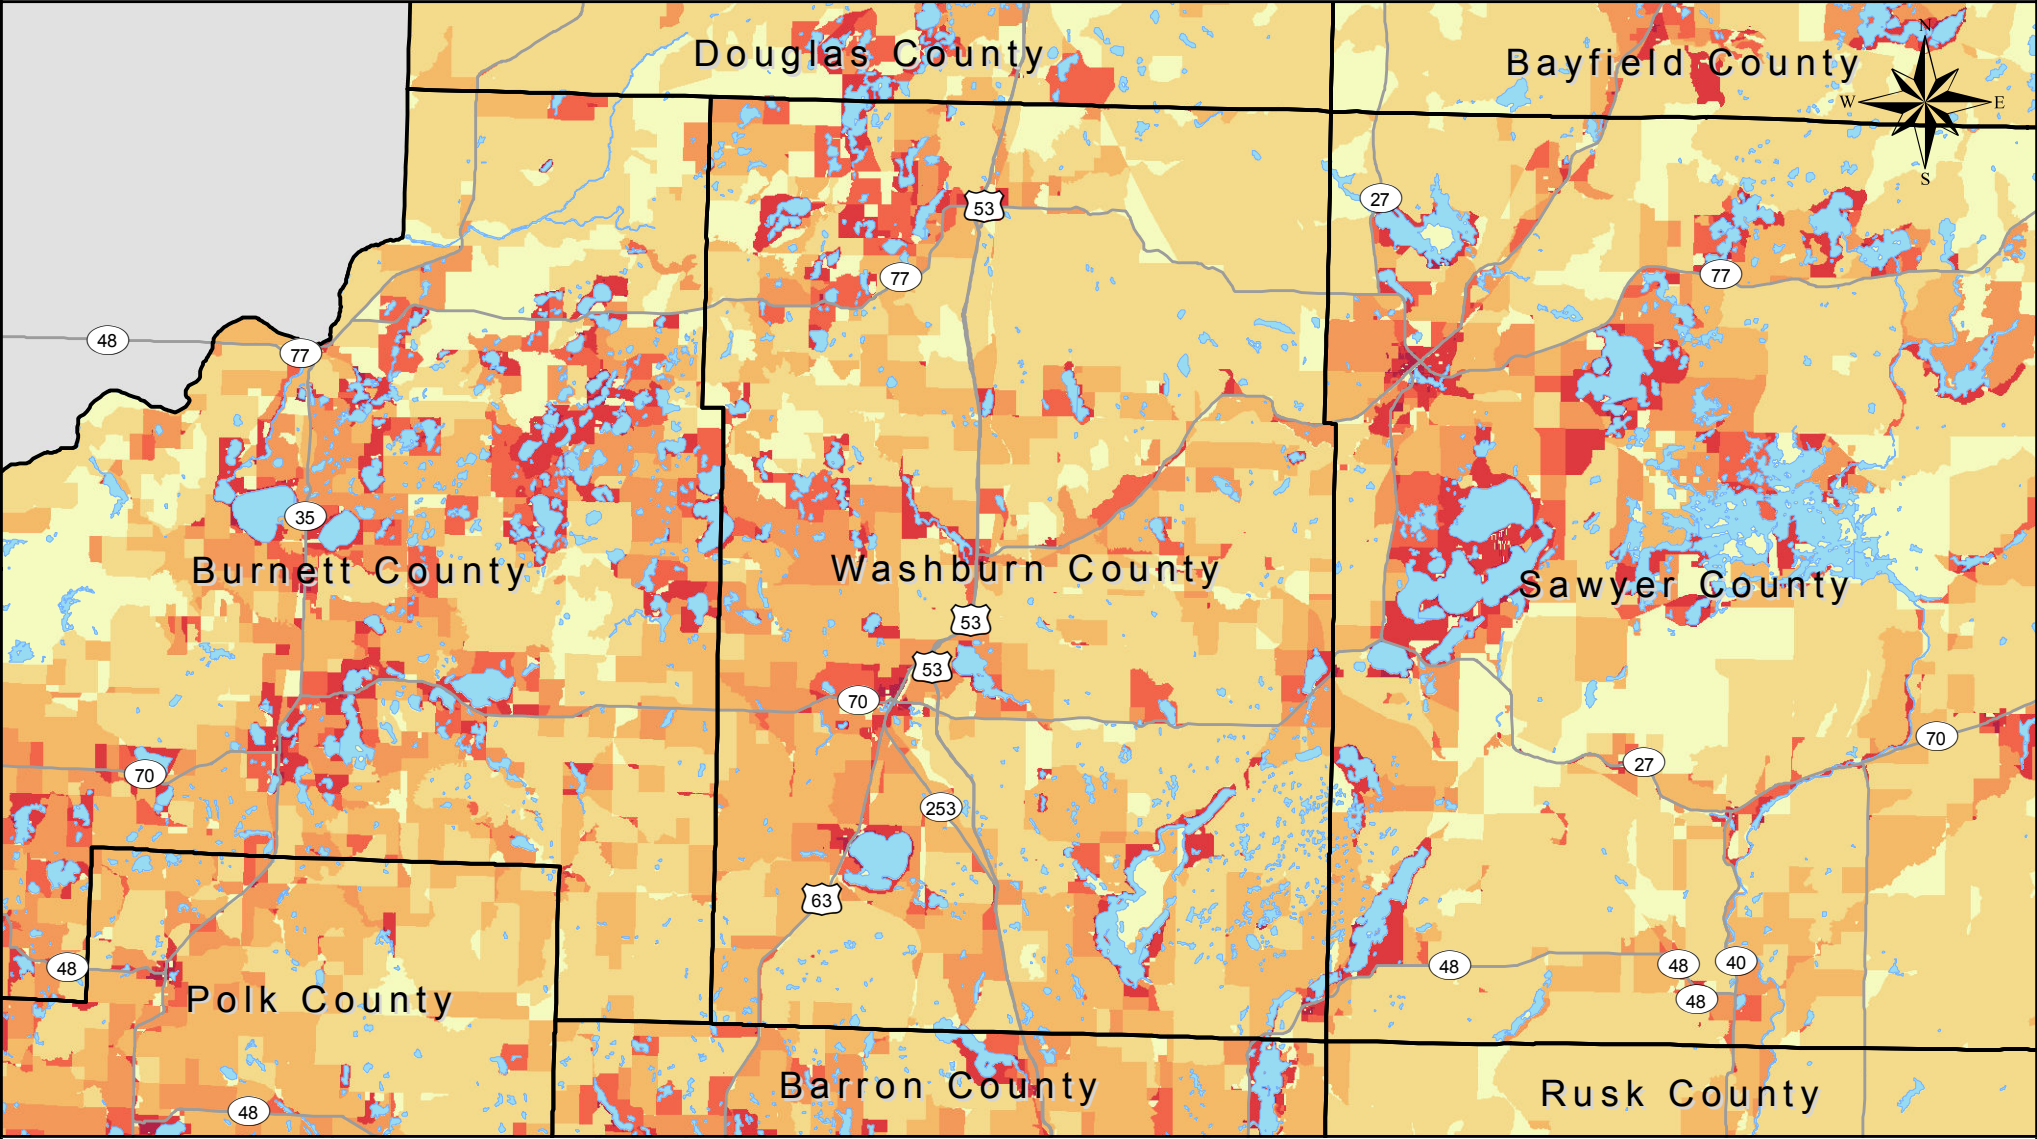 Douglas County
Bayfield County
N
W
E
S
27
53
77
77
48
77
35
Burnett County
Washburn County
Sawyer County
53
53
70
70
27
70
253
63
48
48
48
40
48
Polk County
Barron County
Rusk County
48